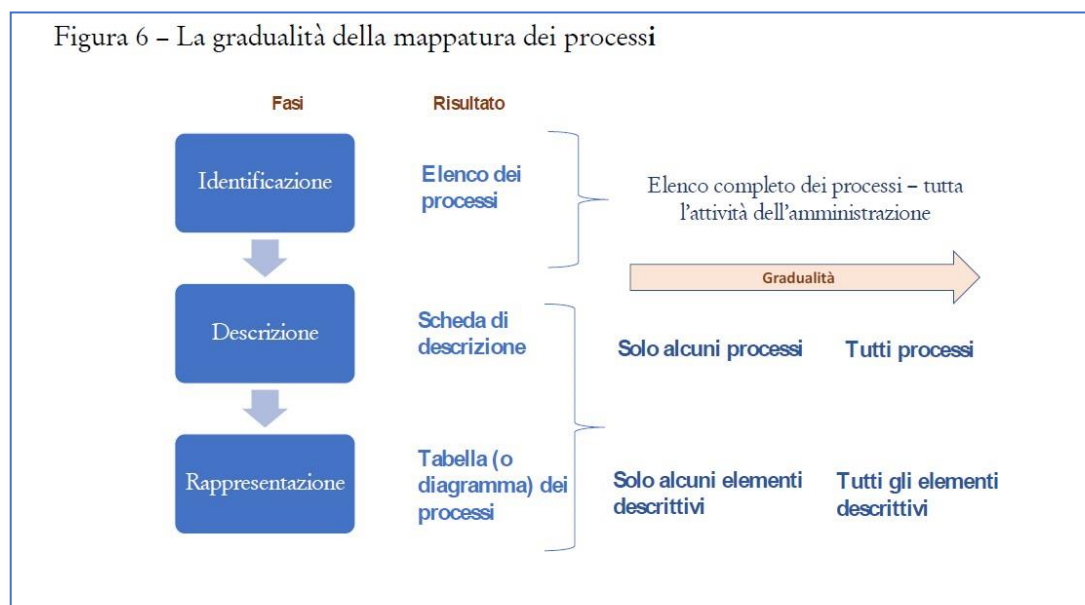 Figura 6 – La gradualità della mappatura dei processi
Fasi
Risultato
Identificazione
Elenco dei
processi
Elenco completo dei processi – tutta
l'attività dell'amministrazione
Gradualità
Descrizione
Scheda di
descrizione
Solo alcuni processi
Tutti processi
Rappresentazione
Tabella (o
diagramma) dei
processi
Solo alcuni elementi
descrittivi
Tutti gli elementi
descrittivi